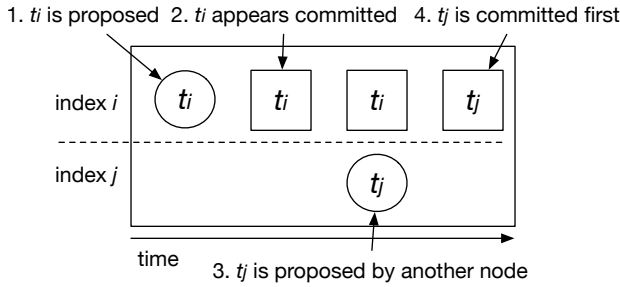 1. ti is proposed 2. ti appears committed 4. tj is committed first
index i ti ti ti tj
index j tj
time
3. tj is proposed by another node